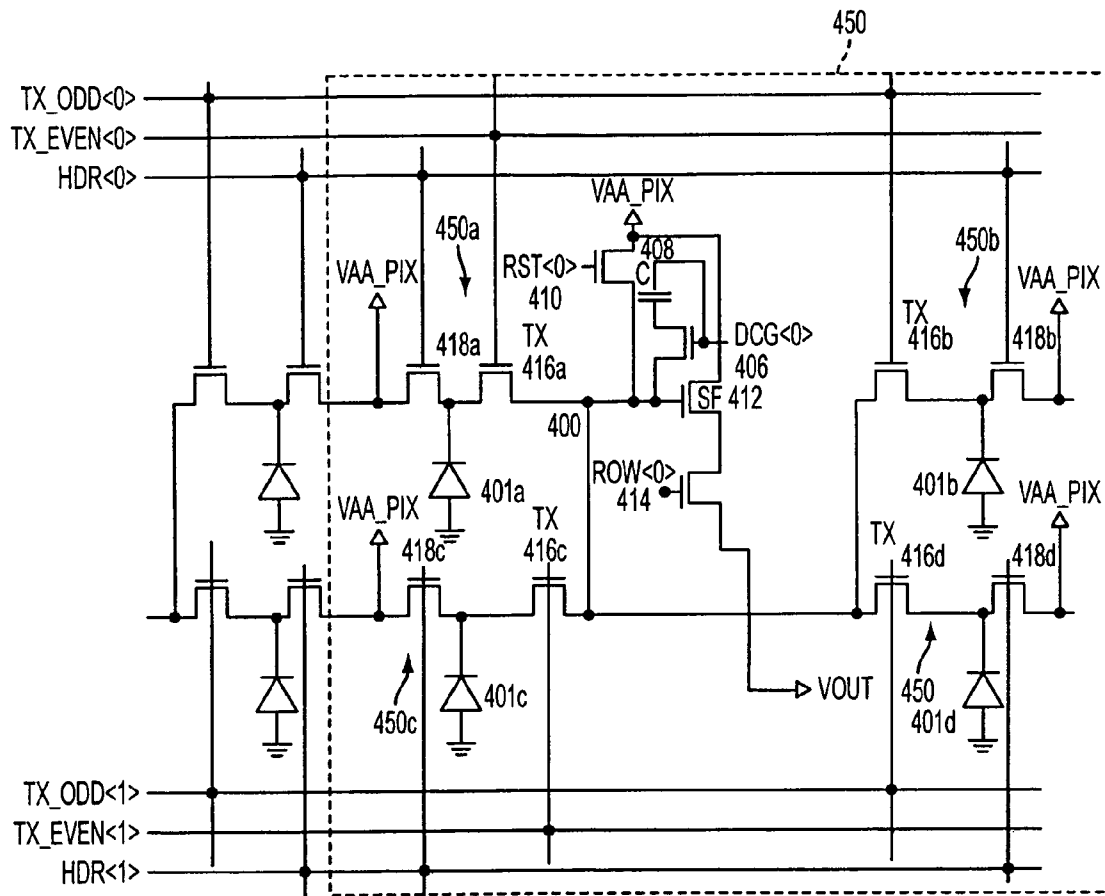 450
TX_ODD<0>
TX_EVEN<0>
HDR<0>
VAA_PIX
408
450a
450b
RST<0>
C
VAA_PIX
VAA_PIX
410
TX
DCG<0>
TX
418a
416a
406
416b
418b
SF 412
400
ROW<0>
401a
414
401b
VAA_PIX
TX
VAA_PIX
418c
416c
TX
416d
418d
VOUT
401c
450
450c
401d
TX_ODD<1>
TX_EVEN<1>
HDR<1>